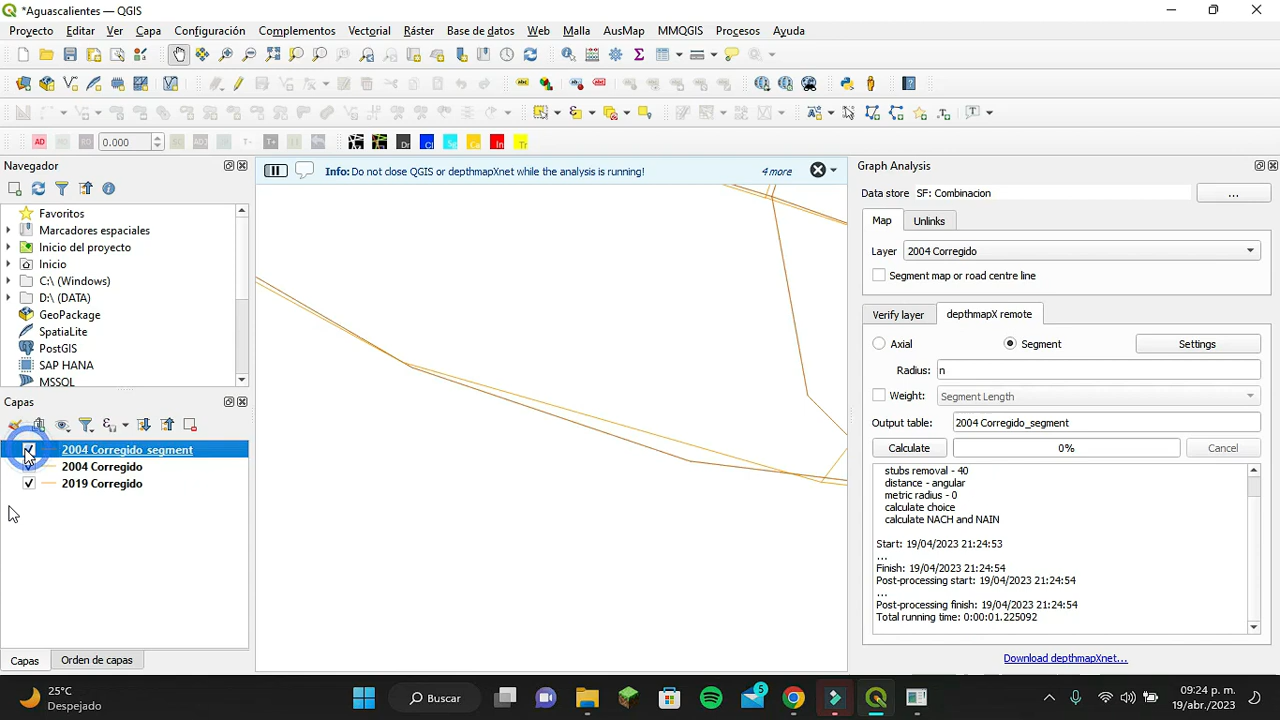 *Aguascalientes — QGIS
Proyecto Editar Ver Capa Configuración Complementos Vectorial Ráster Base de datos Web Malla AusMap MMQGIS Procesos Ayuda
0.000
Navegador
Favoritos
Marcadores espaciales
Inicio del proyecto
Inicio
C:\ (Windows)
D:\ (DATA)
GeoPackage
SpatiaLite
PostGIS
SAP HANA
MSSQL
Capas
2004 Corregido_segment
2004 Corregido
2019 Corregido
Capas Orden de capas
Info: Do not close QGIS or depthmapXnet while the analysis is running! 4 more
Graph Analysis
Data store SF: Combinacion ...
Map Unlinks
Layer 2004 Corregido
Segment map or road centre line
Verify layer depthmapX remote
Axial Segment Settings
Radius: n
Weight: Segment Length
Output table: 2004 Corregido_segment
Calculate 0% Cancel
stubs removal - 40
distance - angular
metric radius - 0
calculate choice
calculate NACH and NAIN
Start: 19/04/2023 21:24:53
...
Finish: 19/04/2023 21:24:54
Post-processing start: 19/04/2023 21:24:54
...
Post-processing finish: 19/04/2023 21:24:54
Total running time: 0:00:01.225092
Download depthmapXnet...
25°C
Despejado
Buscar
5
09:24 p. m.
19/abr./2023